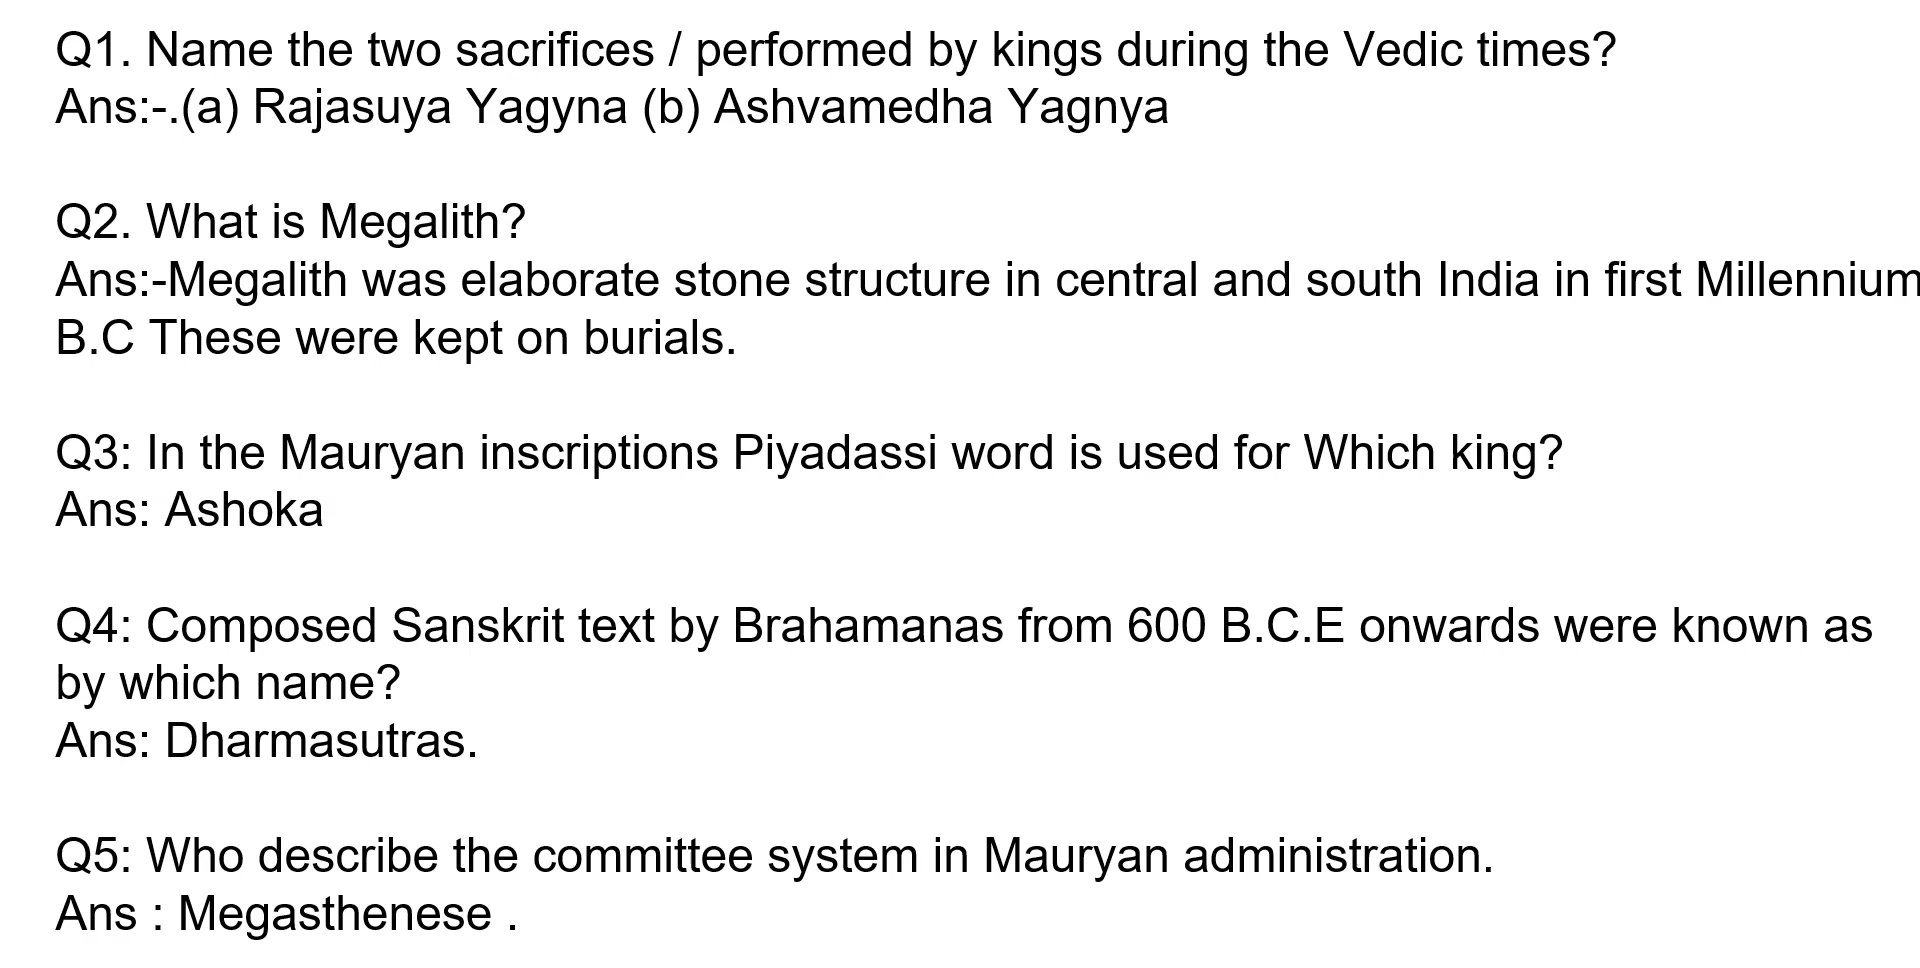 Q1. Name the two sacrifices / performed by kings during the Vedic times?
Ans:-.(a) Rajasuya Yagyna (b) Ashvamedha Yagnya
Q2. What is Megalith?
Ans:-Megalith was elaborate stone structure in central and south India in first Millennium
B.C These were kept on burials.
Q3: In the Mauryan inscriptions Piyadassi word is used for Which king?
Ans: Ashoka
Q4: Composed Sanskrit text by Brahamanas from 600 B.C.E onwards were known as
by which name?
Ans: Dharmasutras.
Q5: Who describe the committee system in Mauryan administration.
Ans : Megasthenese .